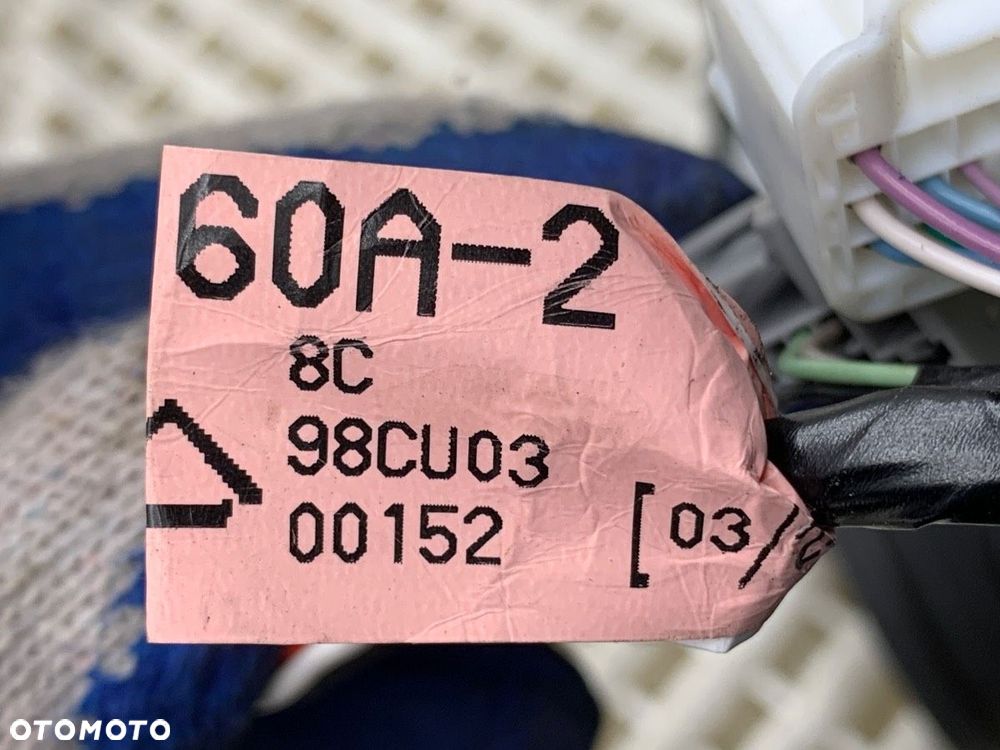 60A-2
8C
98CU03
00152
[03/
OTOMOTO